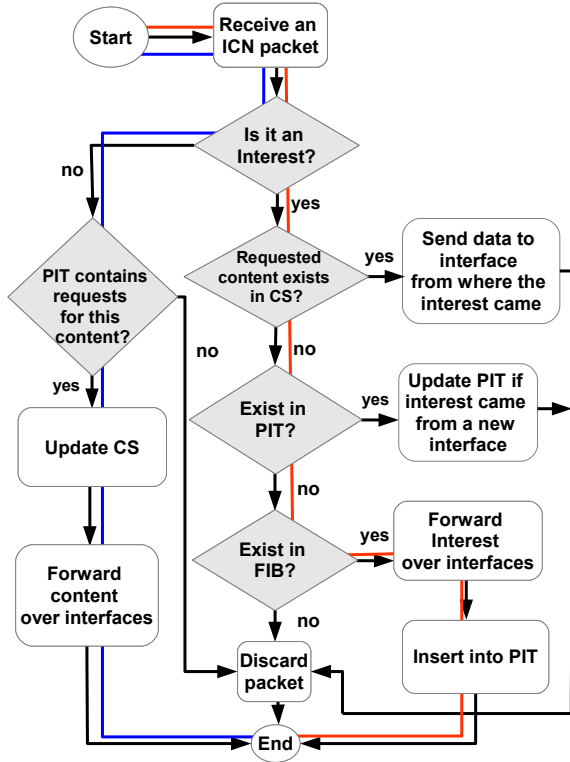 Start
Receive an
ICN packet
Is it an
Interest?
no
yes
PIT contains
requests
for this
content?
Requested
content exists
in CS?
yes
Send data to
interface
from where the
interest came
no
no
yes
Update CS
Exist in
PIT?
yes
Update PIT if
interest came
from a new
interface
no
Exist in
FIB?
yes
Forward
Interest
over interfaces
Forward
content
over interfaces
no
Discard
packet
Insert into PIT
End